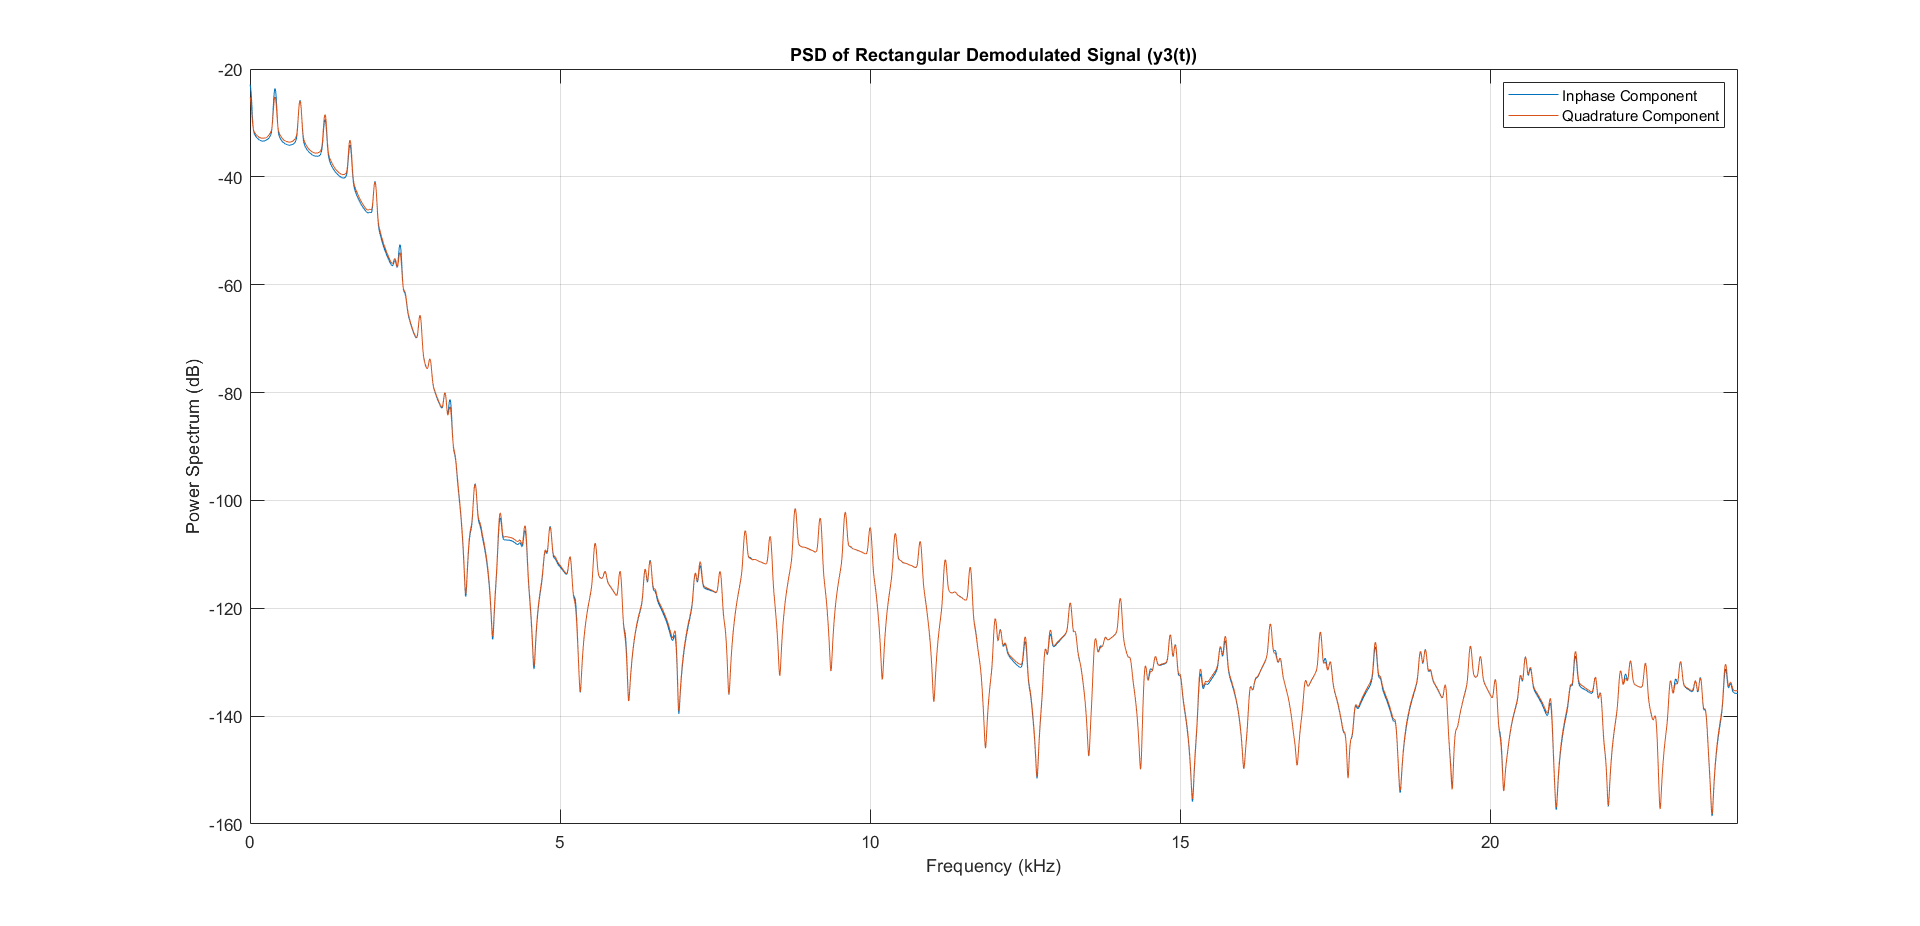 PSD of Rectangular Demodulated Signal (y3(t))
Inphase Component
Quadrature Component
-20
-40
-60
-80
-100
-120
-140
-160
Power Spectrum (dB)
0 5 10 15 20
Frequency (kHz)